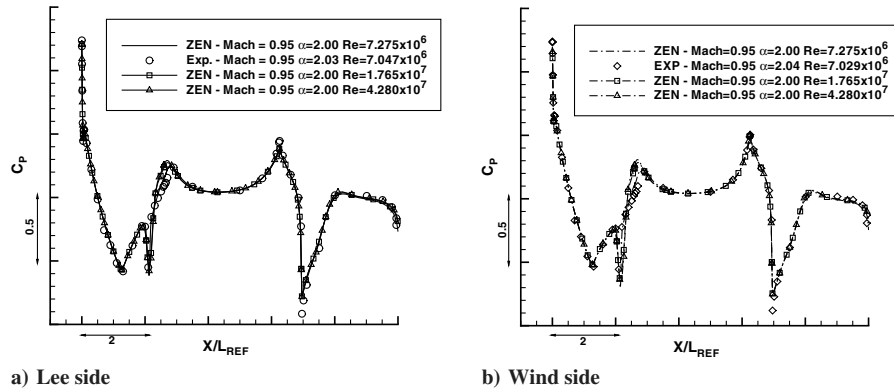 ZEN - Mach = 0.95 α=2.00 Re=7.275x10⁶
Exp. - Mach = 0.95 α=2.03 Re=7.047x10⁶
ZEN - Mach = 0.95 α=2.00 Re=1.765x10⁷
ZEN - Mach = 0.95 α=2.00 Re=4.280x10⁷
C_P
0.5
2
X/L_REF
a) Lee side
ZEN - Mach=0.95 α=2.00 Re=7.275x10⁶
EXP - Mach=0.95 α=2.04 Re=7.029x10⁶
ZEN - Mach=0.95 α=2.00 Re=1.765x10⁷
ZEN - Mach=0.95 α=2.00 Re=4.280x10⁷
C_P
0.5
2
X/L_REF
b) Wind side